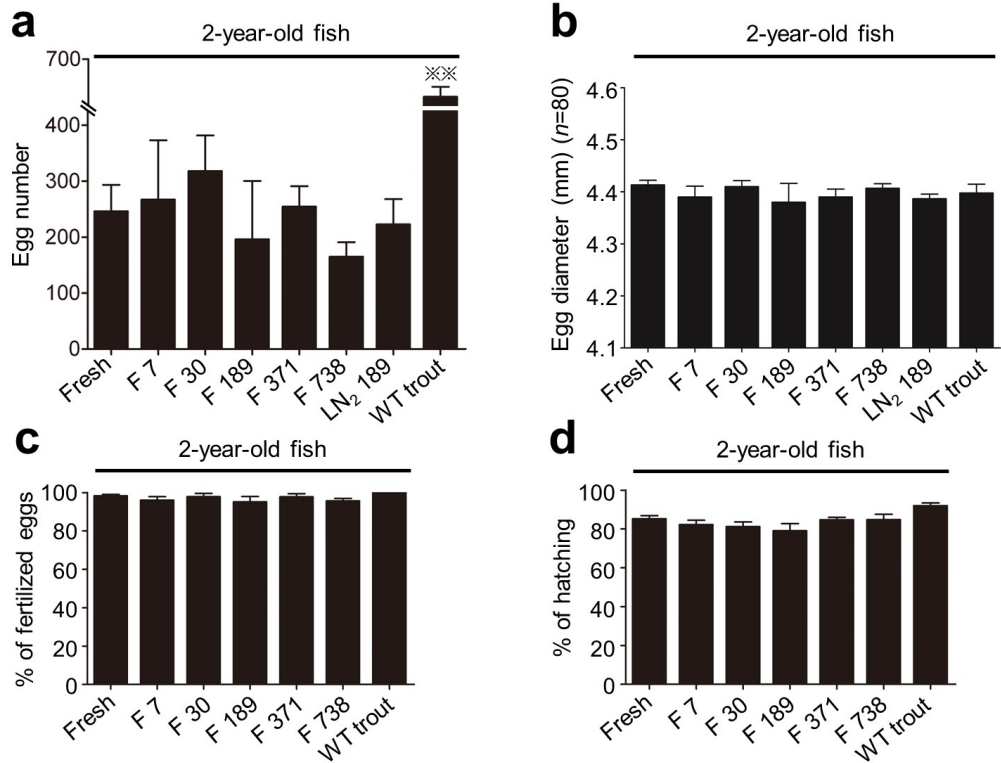 a
2-year-old fish
Egg number
700
400
300
200
100
0
※※
Fresh
F 7
F 30
F 189
F 371
F 738
LN₂ 189
WT trout
b
2-year-old fish
Egg diameter (mm) (n=80)
4.6
4.5
4.4
4.3
4.2
4.1
Fresh
F 7
F 30
F 189
F 371
F 738
LN₂ 189
WT trout
c
2-year-old fish
% of fertilized eggs
100
80
60
40
20
0
Fresh
F 7
F 30
F 189
F 371
F 738
WT trout
d
2-year-old fish
% of hatching
100
80
60
40
20
0
Fresh
F 7
F 30
F 189
F 371
F 738
WT trout